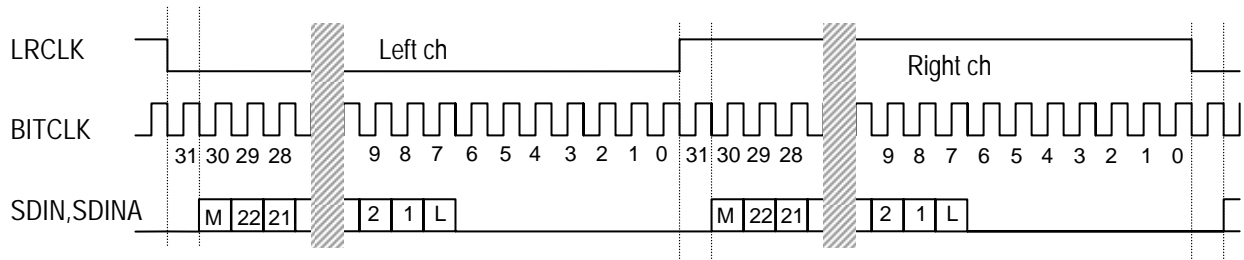 LRCLK Left ch Right ch
BITCLK
31 30 29 28 9 8 7 6 5 4 3 2 1 0 31 30 29 28 9 8 7 6 5 4 3 2 1 0
SDIN,SDINA M 22 21 2 1 L M 22 21 2 1 L